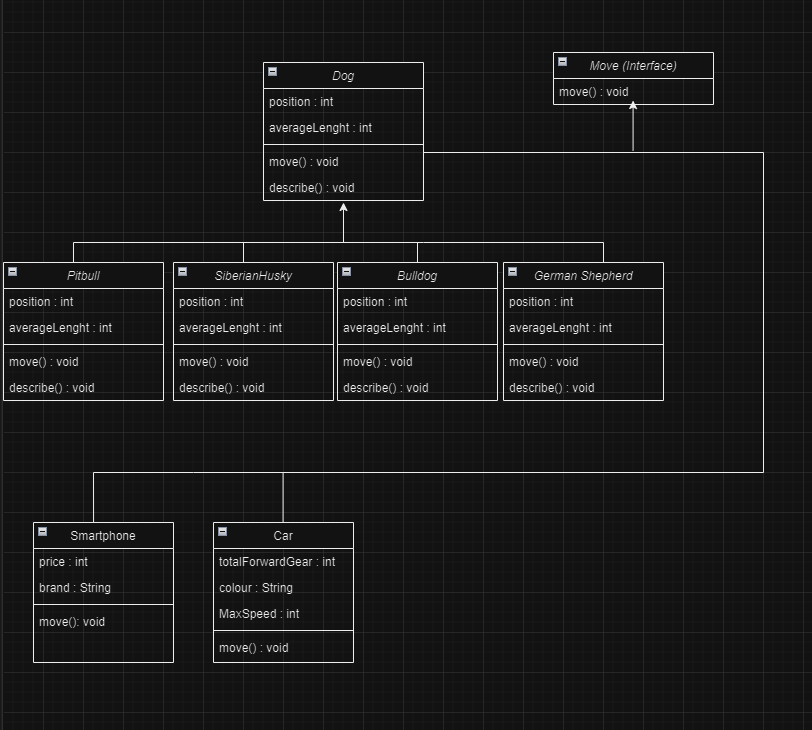 Dog
position : int
averageLenght : int
move() : void
describe() : void
Move (Interface)
move() : void
Pitbull
position : int
averageLenght : int
move() : void
describe() : void
SiberianHusky
position : int
averageLenght : int
move() : void
describe() : void
Bulldog
position : int
averageLenght : int
move() : void
describe() : void
German Shepherd
position : int
averageLenght : int
move() : void
describe() : void
Smartphone
price : int
brand : String
move(): void
Car
totalForwardGear : int
colour : String
MaxSpeed : int
move() : void